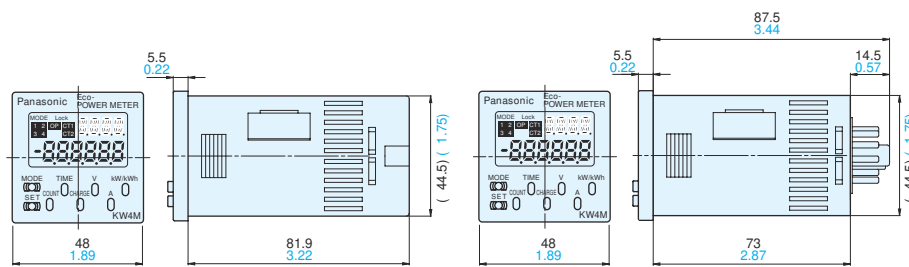 5.5
0.22
Panasonic
Eco-
POWER METER
MODE Lock
1 2 OP CT1
3 4 CT2
-888888
MODE TIME V kW/kWh
SET COUNT CHARGE A
KW4M
48
1.89
81.9
3.22
( 44.5) ( 1.75)
87.5
3.44
5.5
0.22
14.5
0.57
Panasonic
Eco-
POWER METER
MODE Lock
1 2 OP CT1
3 4 CT2
-888888
MODE TIME V kW/kWh
SET COUNT CHARGE A
KW4M
48
1.89
73
2.87
( 44.5) ( 1.75)